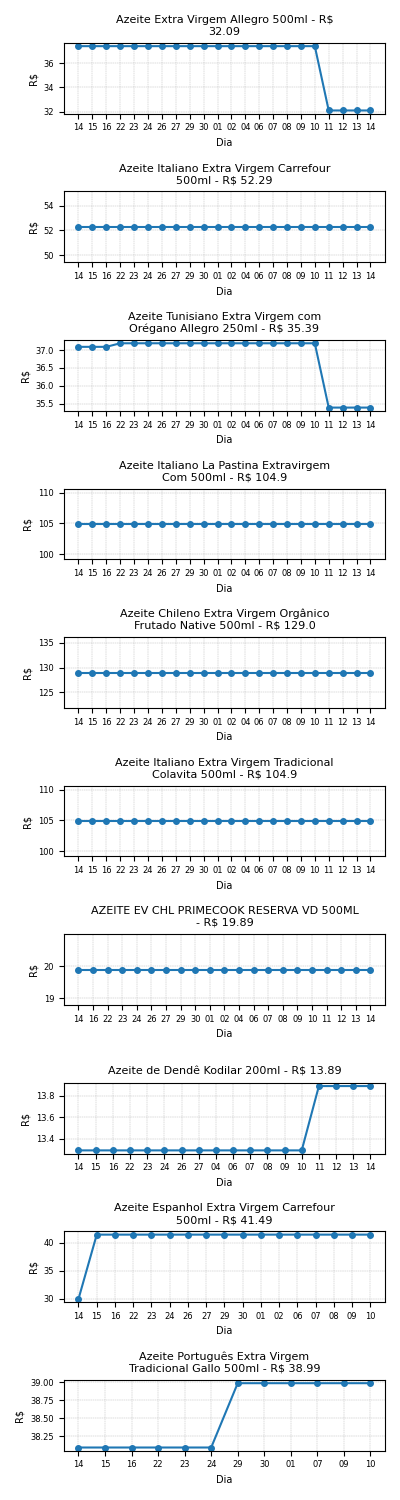 Azeite Extra Virgem Allegro 500ml - R$
32.09
36
34
32
R$
14 15 16 22 23 24 26 27 29 30 01 02 04 06 07 08 09 10 11 12 13 14
Dia
Azeite Italiano Extra Virgem Carrefour
500ml - R$ 52.29
54
52
50
R$
14 15 16 22 23 24 26 27 29 30 01 02 04 06 07 08 09 10 11 12 13 14
Dia
Azeite Tunisiano Extra Virgem com
Orégano Allegro 250ml - R$ 35.39
37.0
36.5
36.0
35.5
R$
14 15 16 22 23 24 26 27 29 30 01 02 04 06 07 08 09 10 11 12 13 14
Dia
Azeite Italiano La Pastina Extravirgem
Com 500ml - R$ 104.9
110
105
100
R$
14 15 16 22 23 24 26 27 29 30 01 02 04 06 07 08 09 10 11 12 13 14
Dia
Azeite Chileno Extra Virgem Orgânico
Frutado Native 500ml - R$ 129.0
135
130
125
R$
14 15 16 22 23 24 26 27 29 30 01 02 04 06 07 08 09 10 11 12 13 14
Dia
Azeite Italiano Extra Virgem Tradicional
Colavita 500ml - R$ 104.9
110
105
100
R$
14 15 16 22 23 24 26 27 29 30 01 02 04 06 07 08 09 10 11 12 13 14
Dia
AZEITE EV CHL PRIMECOOK RESERVA VD 500ML
- R$ 19.89
20
19
R$
14 16 22 23 24 26 27 29 30 01 02 04 06 07 08 09 10 11 12 13 14
Dia
Azeite de Dendê Kodilar 200ml - R$ 13.89
13.8
13.6
13.4
R$
14 15 16 22 23 24 26 27 04 06 07 08 09 10 11 12 13 14
Dia
Azeite Espanhol Extra Virgem Carrefour
500ml - R$ 41.49
40
35
30
R$
14 15 16 22 23 24 26 27 29 30 01 02 06 07 08 09 10
Dia
Azeite Português Extra Virgem
Tradicional Gallo 500ml - R$ 38.99
39.00
38.75
38.50
38.25
R$
14 15 16 22 23 24 29 30 01 07 09 10
Dia